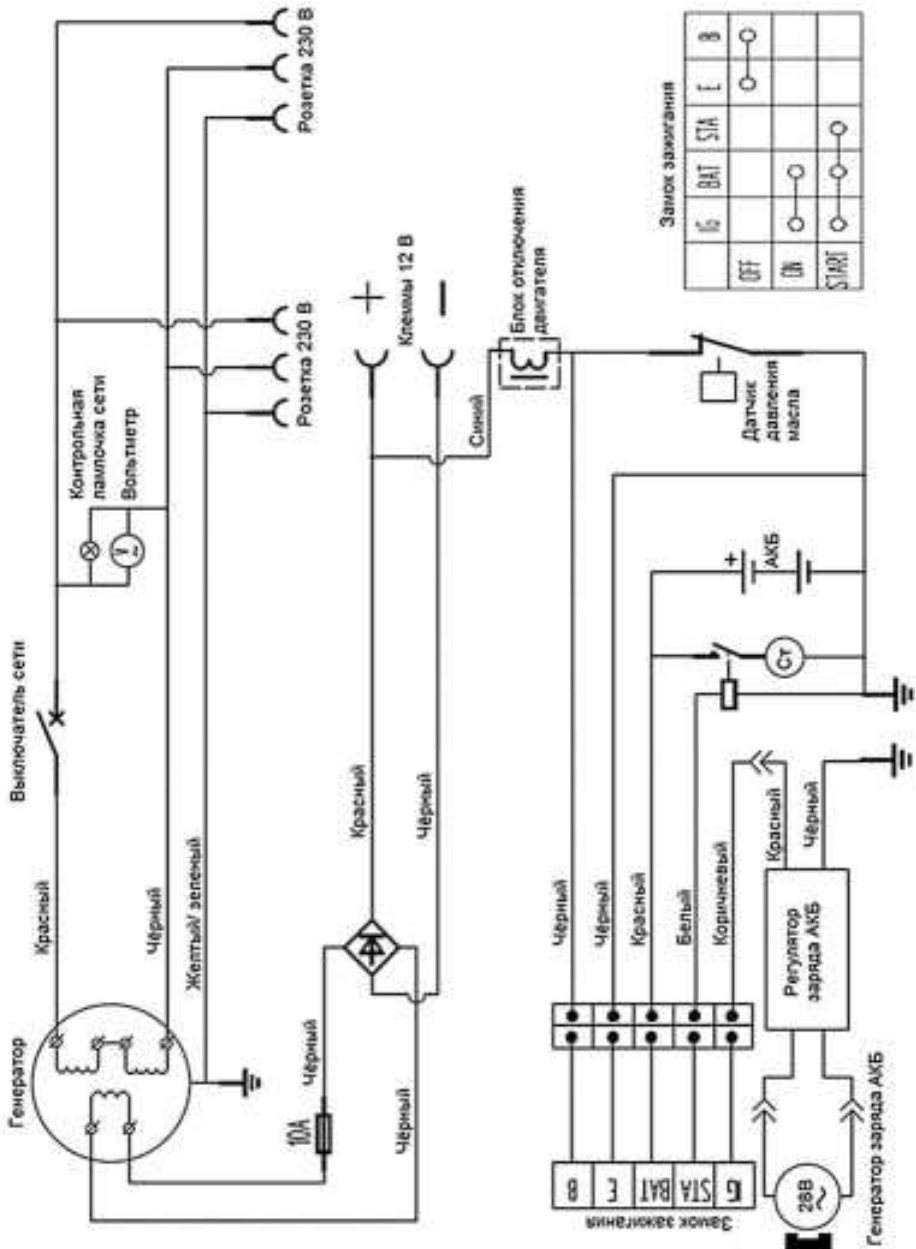 Генератор
Красный
Выключатель сети
Контрольная
лампочка сети
Вольтметр
V
~
Розетка 230 В
Розетка 230 В
Чёрный
Желтый/ зеленый
10А
Чёрный
Чёрный
Красный
Чёрный
+
Клеммы 12 В
–
Синий
Блок отключения
двигателя
Датчик
давления
масла
Замок зажигания
IG BAT STA E B
OFF
ON
START
Замок зажигания
B
E
BAT
STA
IG
Чёрный
Чёрный
Красный
Белый
Коричневый
+
АКБ
Ст
Красный
Чёрный
Регулятор
заряда АКБ
28В
~
Генератор заряда АКБ